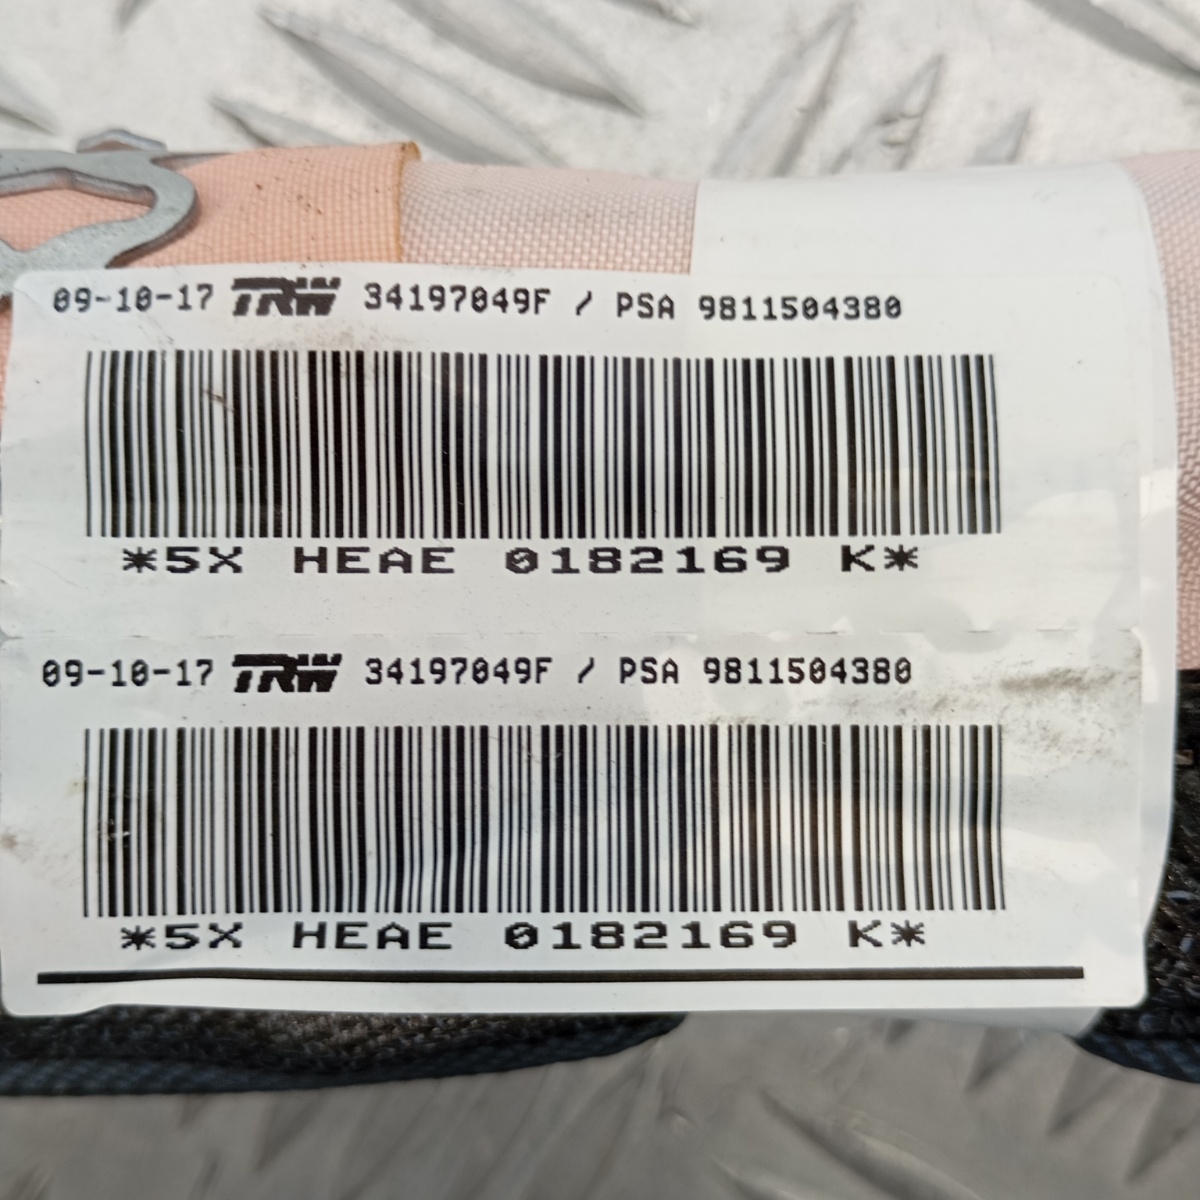 09-10-17 TRW 34197049F / PSA 9811504380
*5X HEAE 0182169 K*
09-10-17 TRW 34197049F / PSA 9811504380
*5X HEAE 0182169 K*